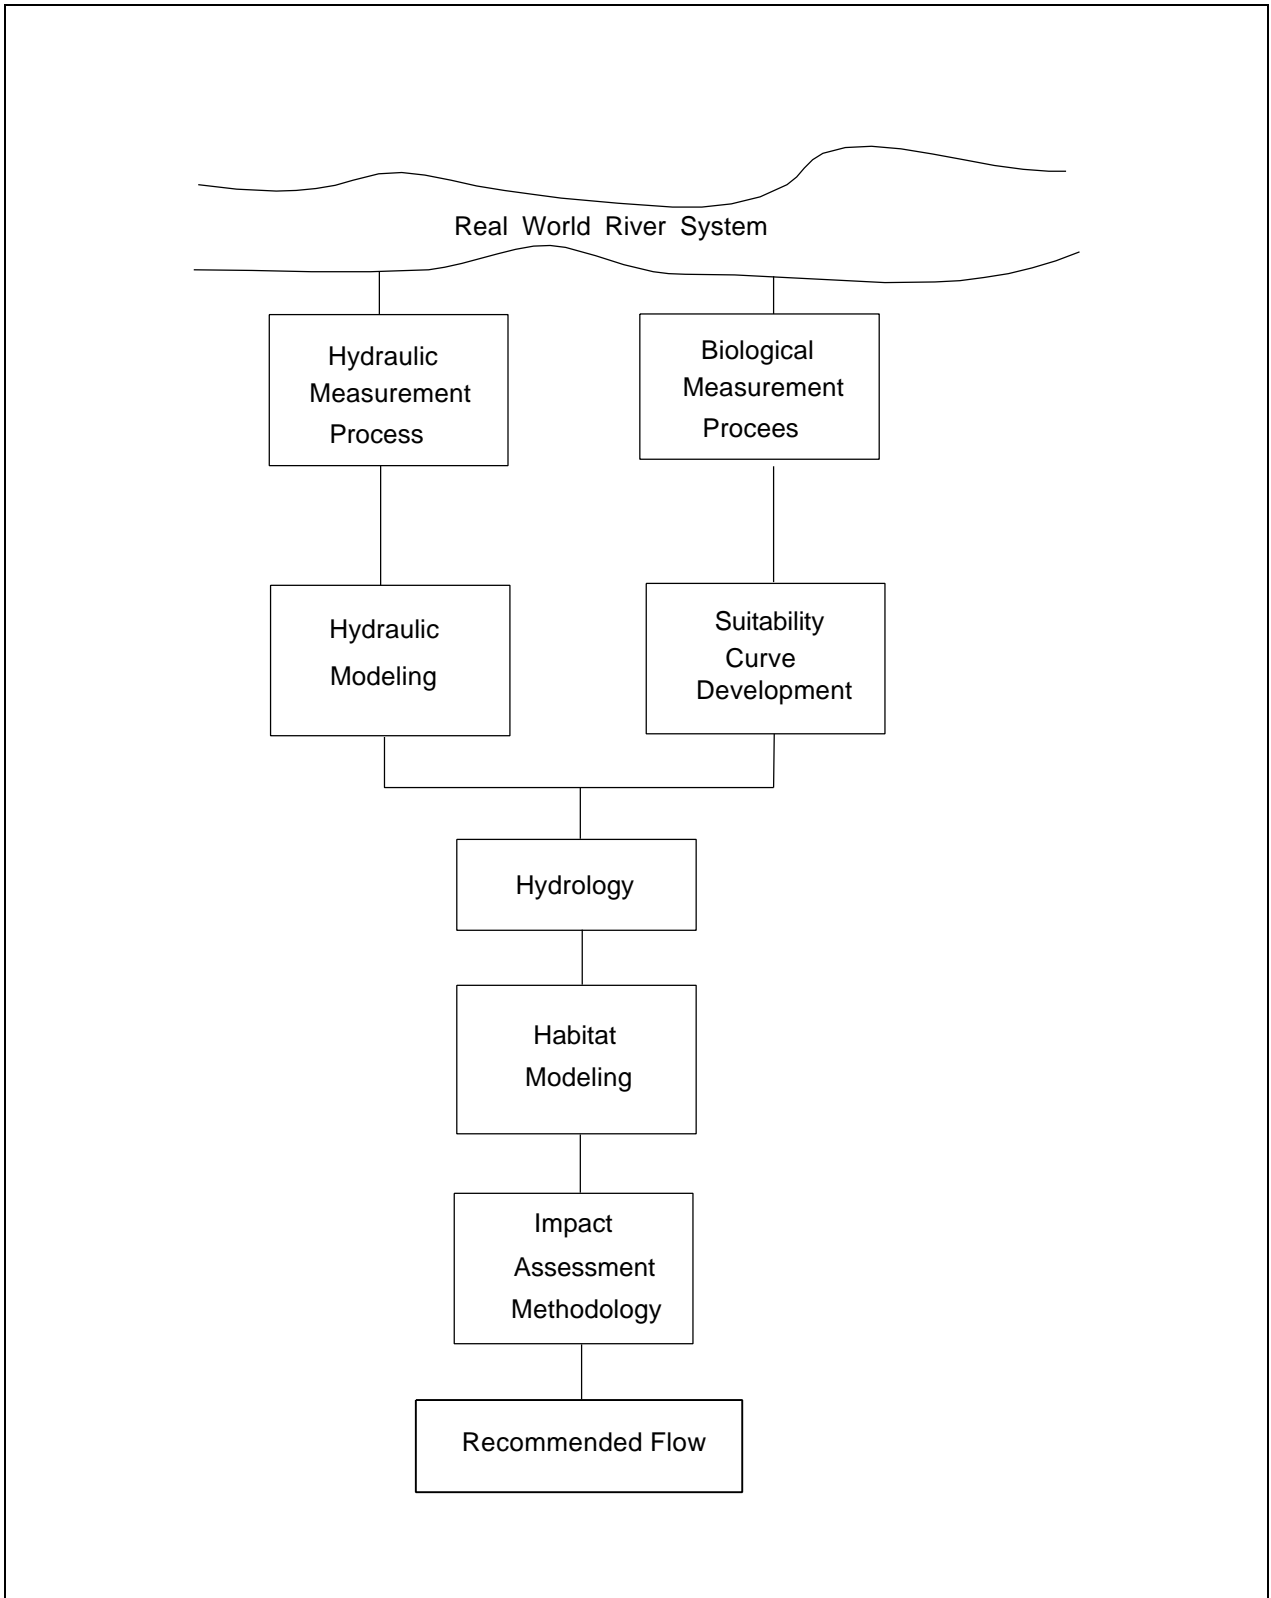 Real World River System
Hydraulic
Measurement
Process
Biological
Measurement
Procees
Hydraulic
Modeling
Suitability
Curve
Development
Hydrology
Habitat
Modeling
Impact
Assessment
Methodology
Recommended Flow